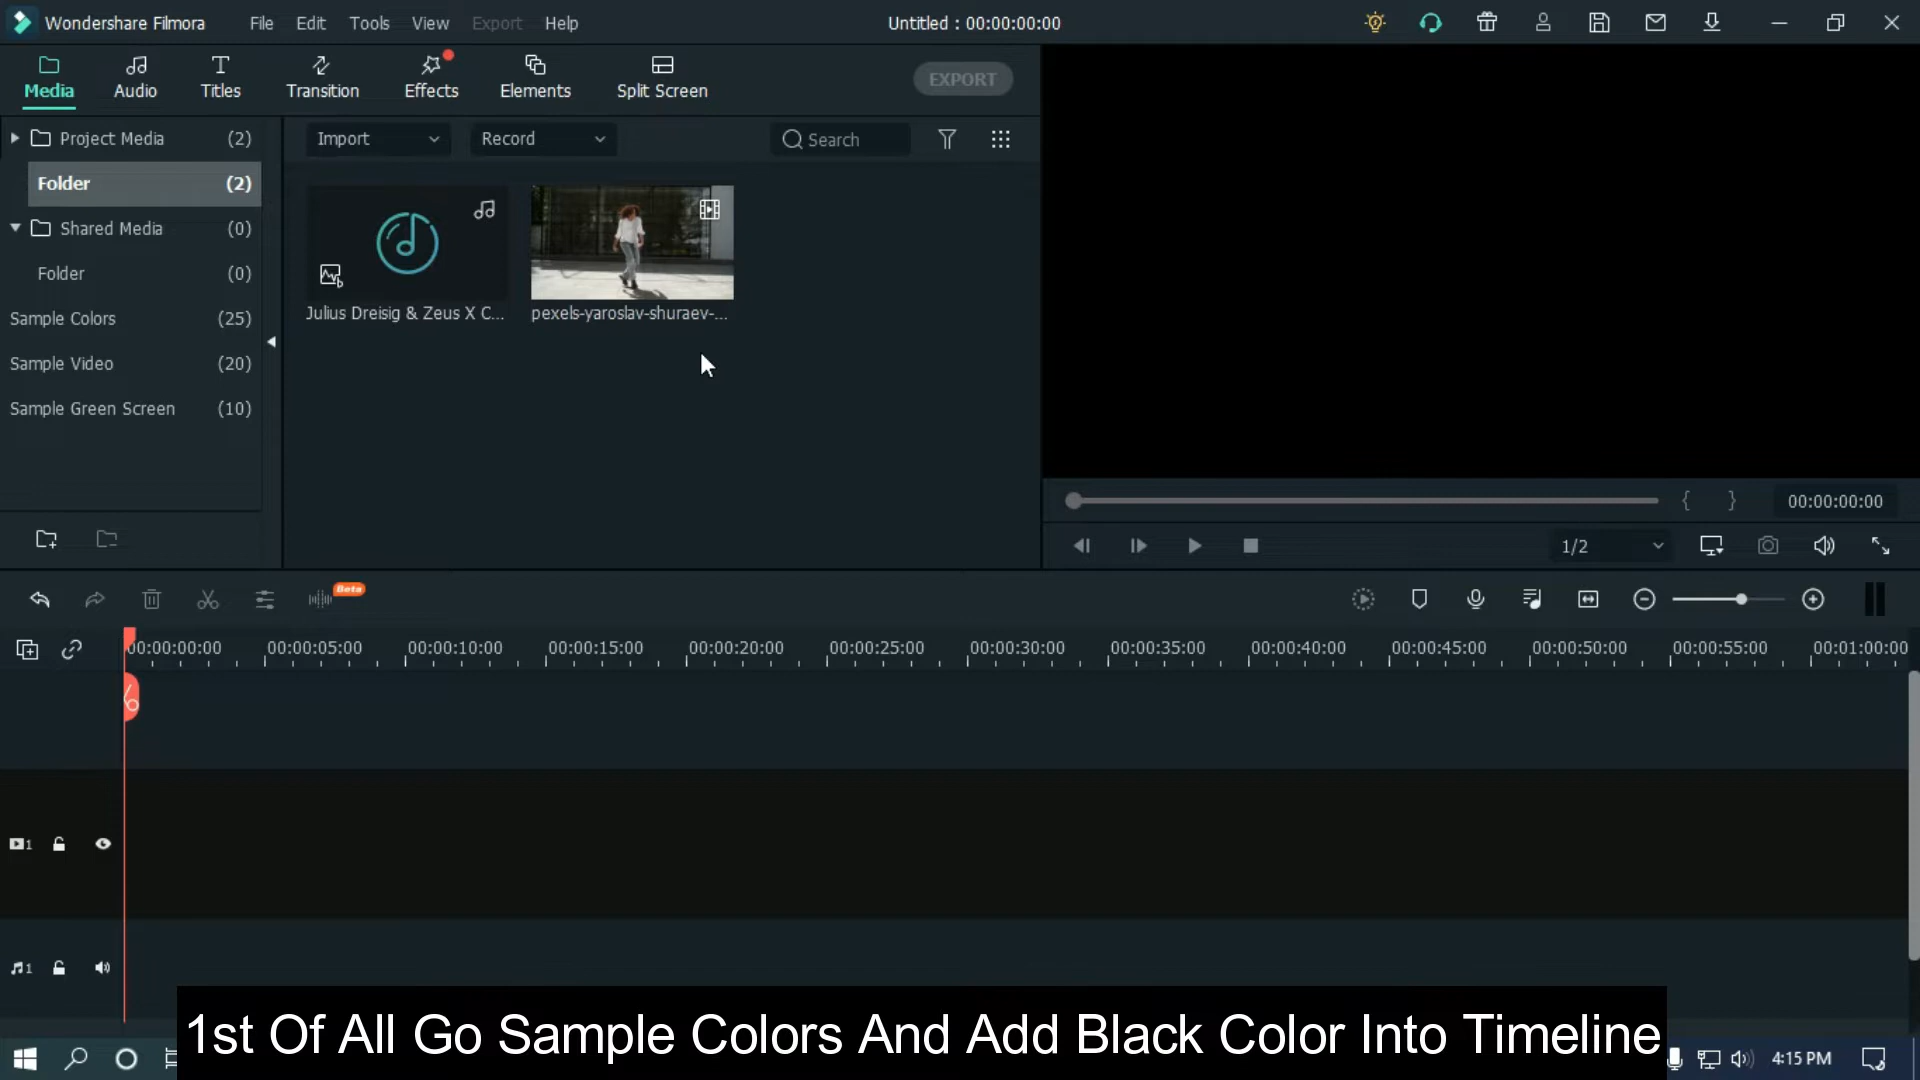 Wondershare Filmora
File Edit Tools View Export Help
Untitled : 00:00:00:00
Media Audio Titles Transition Effects Elements Split Screen
EXPORT
Project Media (2)
Folder (2)
Shared Media (0)
Folder (0)
Sample Colors (25)
Sample Video (20)
Sample Green Screen (10)
Import Record Search
Julius Dreisig & Zeus X C... pexels-yaroslav-shuraev-...
{ } 00:00:00:00
1/2
Beta
00:00:00:00 00:00:05:00 00:00:10:00 00:00:15:00 00:00:20:00 00:00:25:00 00:00:30:00 00:00:35:00 00:00:40:00 00:00:45:00 00:00:50:00 00:00:55:00 00:01:00:00
1
1
1st Of All Go Sample Colors And Add Black Color Into Timeline
4:15 PM